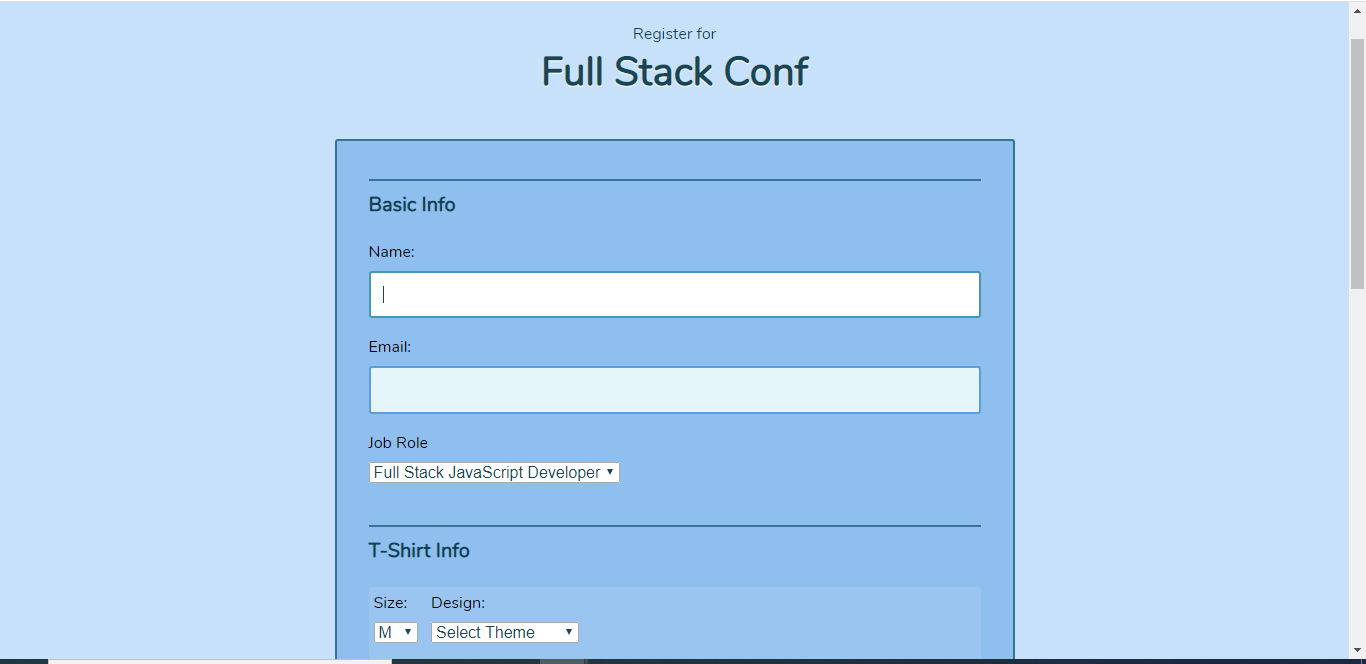 Register for
Full Stack Conf
Basic Info
Name:
Email:
Job Role
Full Stack JavaScript Developer
T-Shirt Info
Size: Design:
M Select Theme